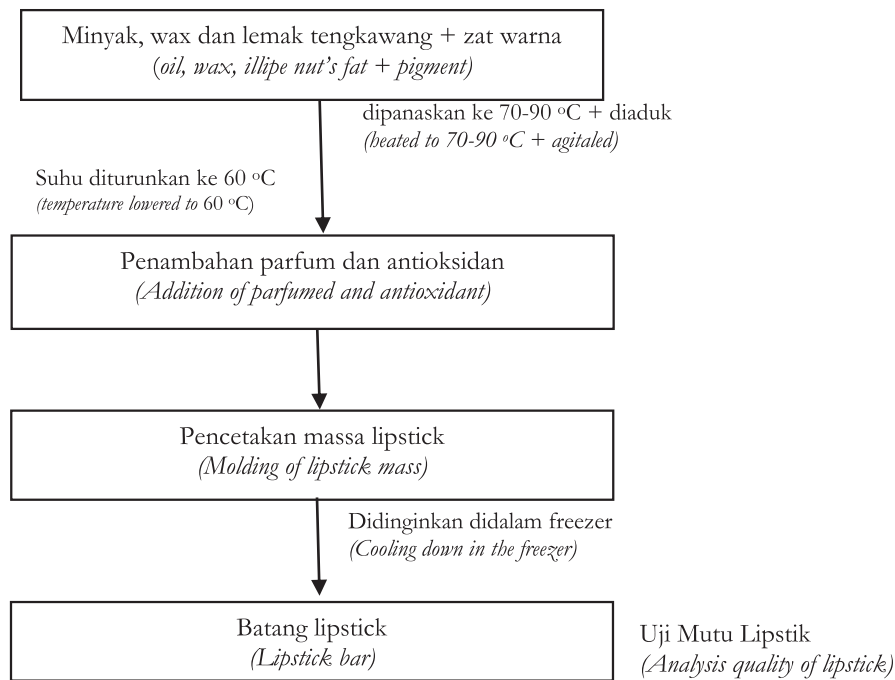 Minyak, wax dan lemak tengkawang + zat warna
(oil, wax, illipe nut's fat + pigment)
dipanaskan ke 70-90 °C + diaduk
(heated to 70-90 °C + agitaled)
Suhu diturunkan ke 60 °C
(temperature lowered to 60 °C)
Penambahan parfum dan antioksidan
(Addition of parfumed and antioxidant)
Pencetakan massa lipstick
(Molding of lipstick mass)
Didinginkan didalam freezer
(Cooling down in the freezer)
Batang lipstick
(Lipstick bar)
Uji Mutu Lipstik
(Analysis quality of lipstick)